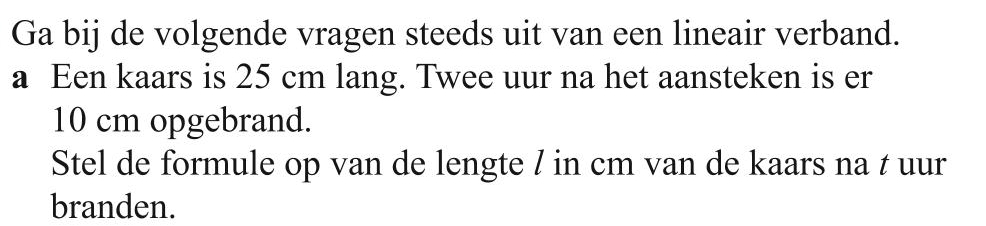 Ga bij de volgende vragen steeds uit van een lineair verband.
a Een kaars is 25 cm lang. Twee uur na het aansteken is er
10 cm opgebrand.
Stel de formule op van de lengte l in cm van de kaars na t uur
branden.